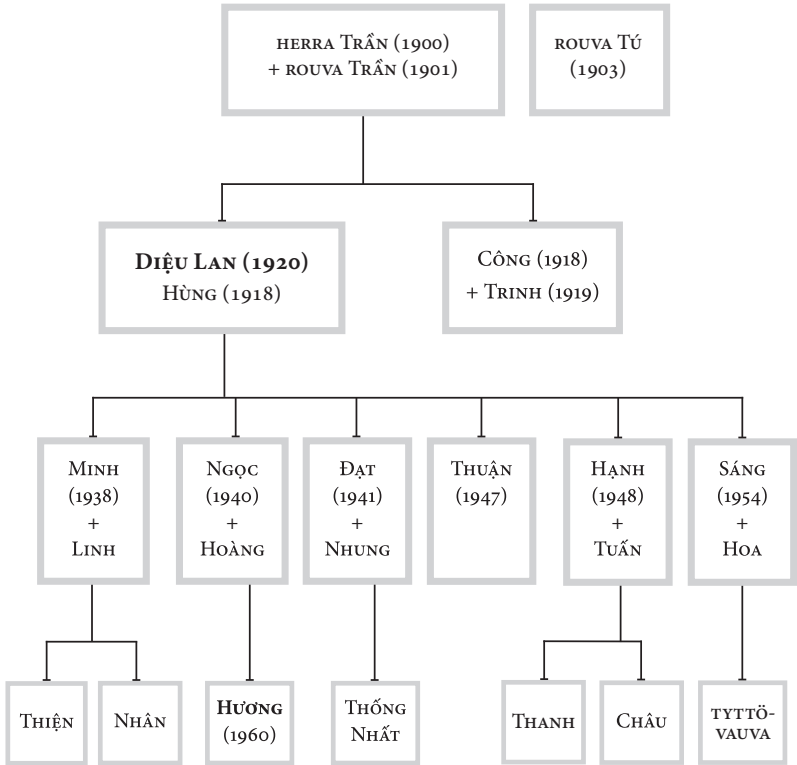 herra Trần (1900)
+ rouva Trần (1901)
rouva Tú
(1903)
Diệu Lan (1920)
Hùng (1918)
Công (1918)
+ Trinh (1919)
Minh
(1938)
+
Linh
Ngọc
(1940)
+
Hoàng
Đạt
(1941)
+
Nhung
Thuận
(1947)
Hạnh
(1948)
+
Tuấn
Sáng
(1954)
+
Hoa
Thiện
Nhân
Hương
(1960)
Thống
Nhất
Thanh
Châu
tyttö-
vauva